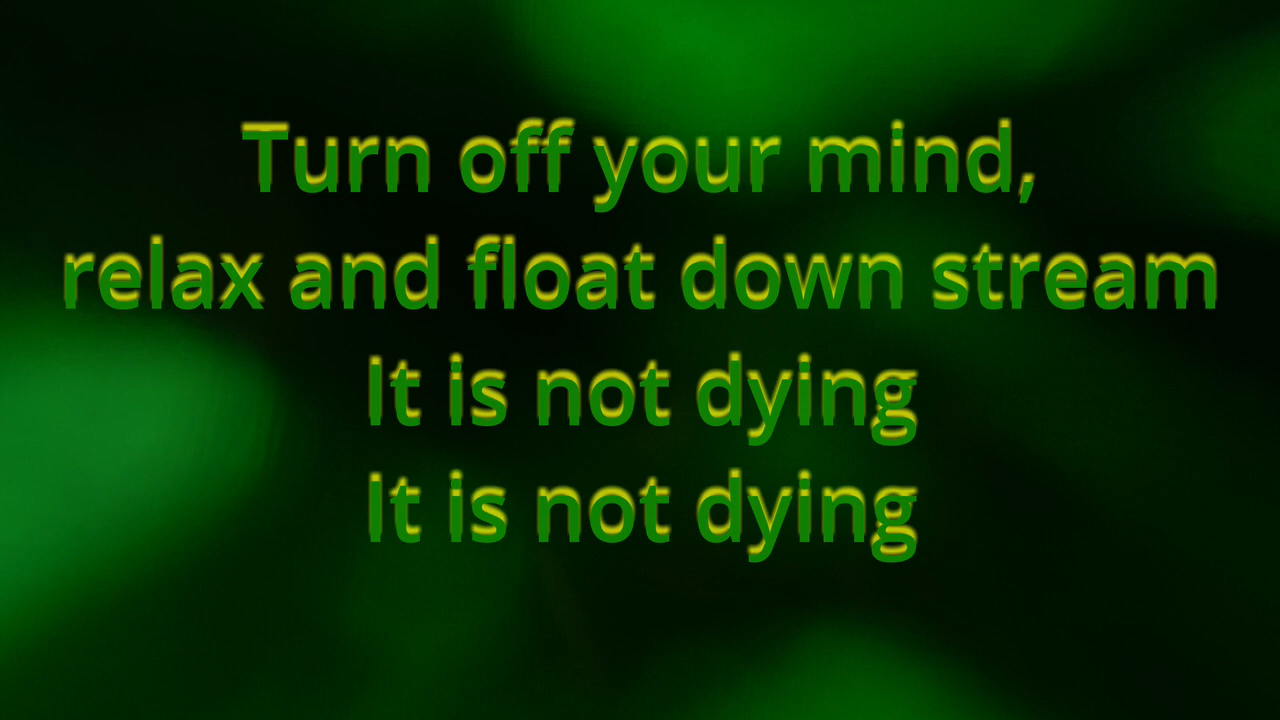 Turn off your mind,
relax and float down stream
It is not dying
It is not dying